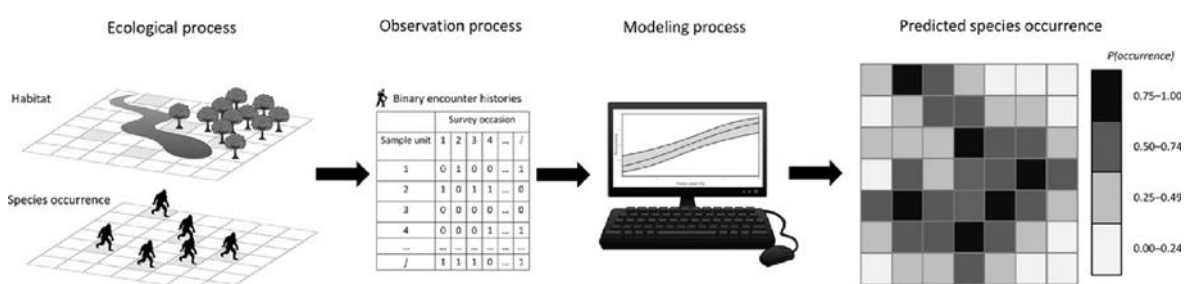 Ecological process
Observation process
Modeling process
Predicted species occurrence
Habitat
Species occurrence
Binary encounter histories
Survey occasion
Sample unit 1 2 3 4 ... J
1 0 1 0 0 ... 1
2 1 0 1 1 ... 0
3 0 0 0 0 ... 0
4 0 0 0 1 ... 1
... ... ... ... ... ... ...
J 1 1 1 0 ... 1
P(occurrence)
0.75–1.00
0.50–0.74
0.25–0.49
0.00–0.24